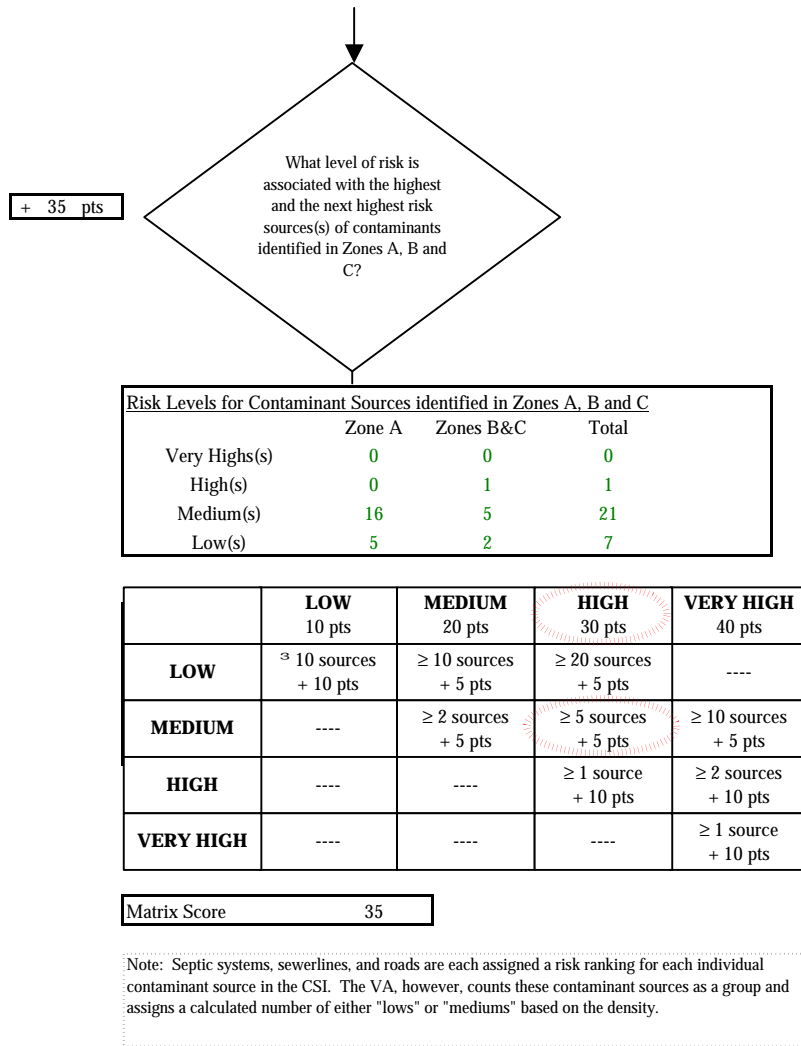 What level of risk is
associated with the highest
and the next highest risk
sources(s) of contaminants
identified in Zones A, B and
C?
+ 35 pts
Risk Levels for Contaminant Sources identified in Zones A, B and C
Zone A Zones B&C Total
Very Highs(s) 0 0 0
High(s) 0 1 1
Medium(s) 16 5 21
Low(s) 5 2 7
LOW MEDIUM HIGH VERY HIGH
10 pts 20 pts 30 pts 40 pts
LOW
³ 10 sources ≥ 10 sources ≥ 20 sources ----
+ 10 pts + 5 pts + 5 pts
MEDIUM
---- ≥ 2 sources ≥ 5 sources ≥ 10 sources
+ 5 pts + 5 pts + 5 pts
HIGH
---- ---- ≥ 1 source ≥ 2 sources
+ 10 pts + 10 pts
VERY HIGH
---- ---- ---- ≥ 1 source
+ 10 pts
Matrix Score 35
Note: Septic systems, sewerlines, and roads are each assigned a risk ranking for each individual
contaminant source in the CSI. The VA, however, counts these contaminant sources as a group and
assigns a calculated number of either "lows" or "mediums" based on the density.